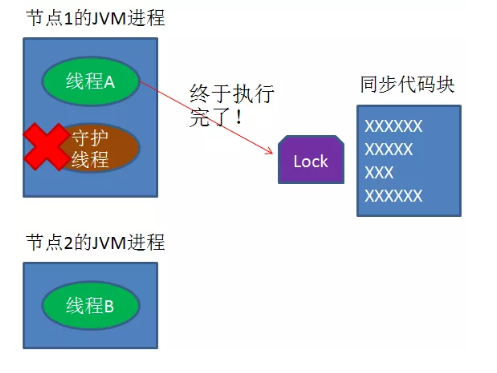 节点1的JVM进程
线程A
守护
线程
终于执行
完了！
Lock
同步代码块
XXXXXX
XXXXX
XXX
XXXXXX
节点2的JVM进程
线程B